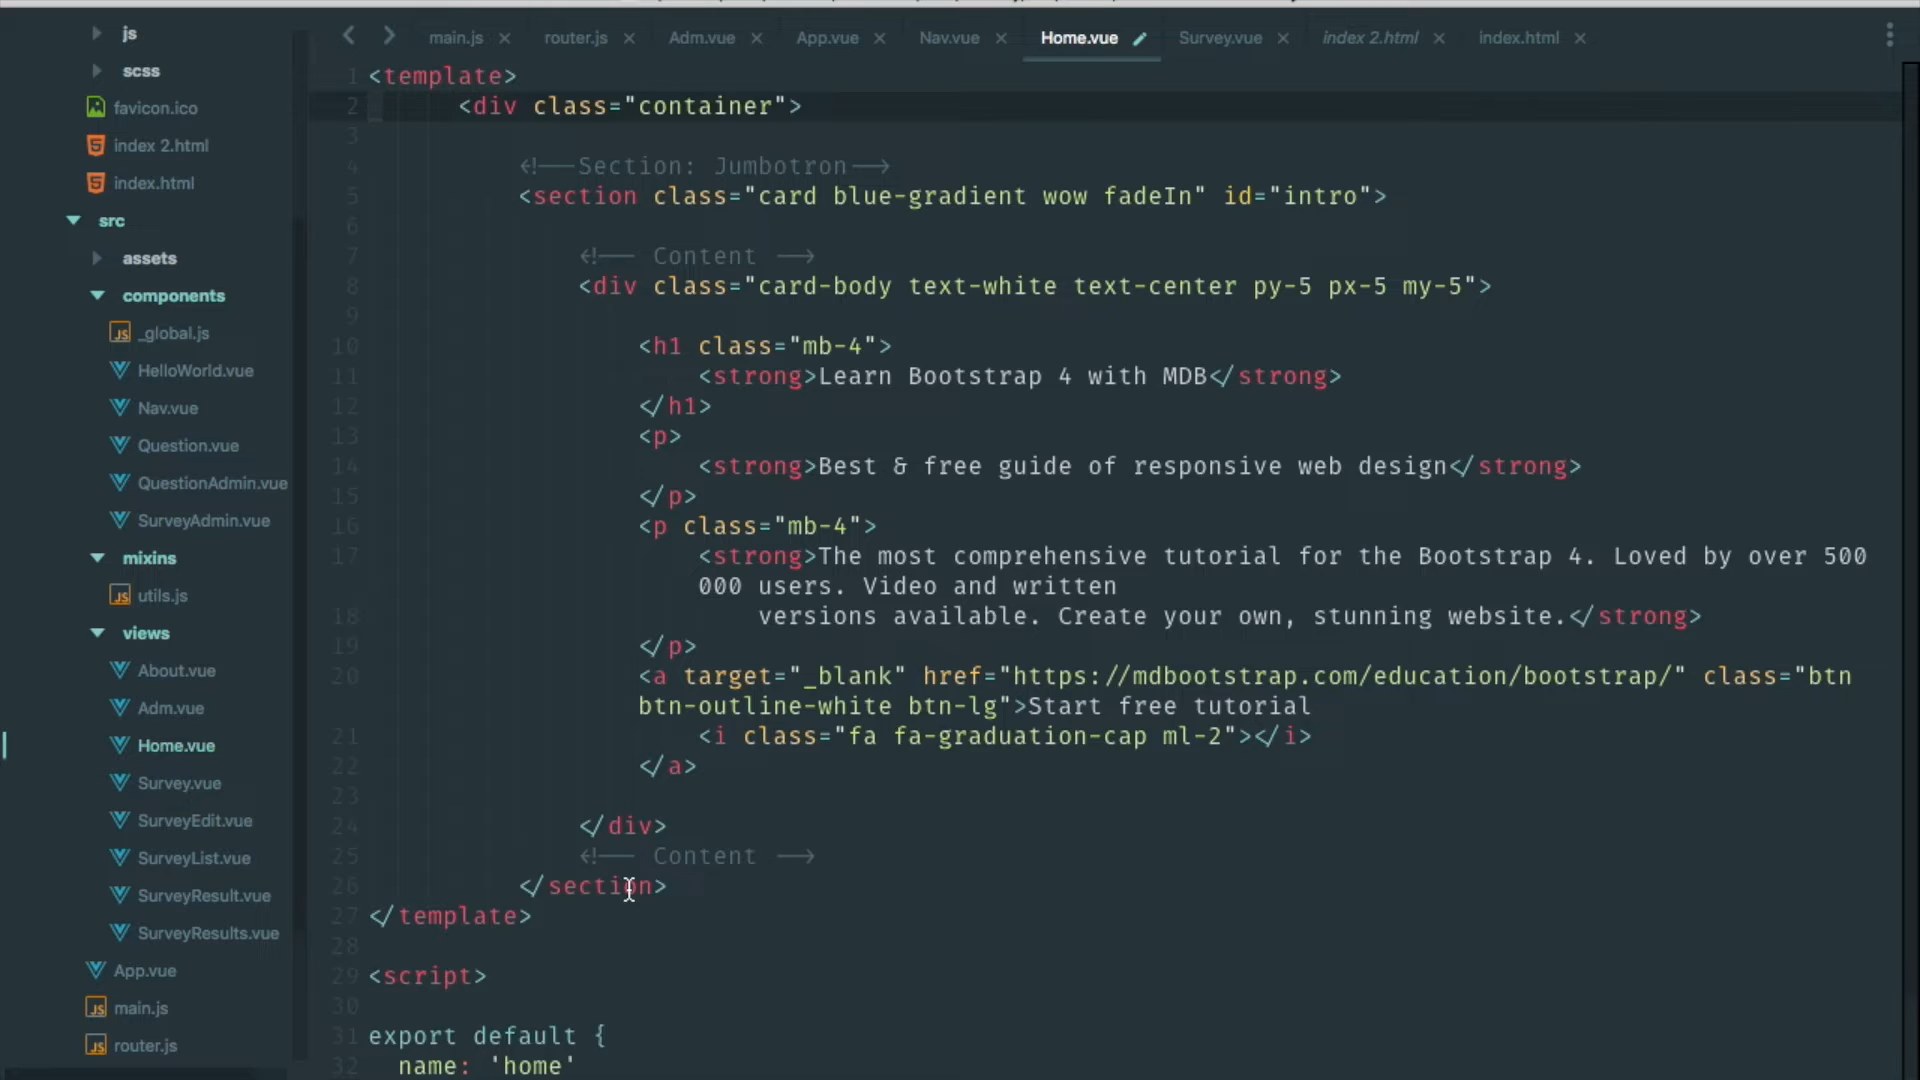 js
scss
favicon.ico
index 2.html
index.html
src
assets
components
_global.js
HelloWorld.vue
Nav.vue
Question.vue
QuestionAdmin.vue
SurveyAdmin.vue
mixins
utils.js
views
About.vue
Adm.vue
Home.vue
Survey.vue
SurveyEdit.vue
SurveyList.vue
SurveyResult.vue
SurveyResults.vue
App.vue
main.js
router.js
main.js × router.js × Adm.vue × App.vue × Nav.vue × Home.vue Survey.vue × index 2.html × index.html ×
1 <template>
2 <div class="container">
3
4 <!--Section: Jumbotron-->
5 <section class="card blue-gradient wow fadeIn" id="intro">
6
7 <!-- Content -->
8 <div class="card-body text-white text-center py-5 px-5 my-5">
9
10 <h1 class="mb-4">
11 <strong>Learn Bootstrap 4 with MDB</strong>
12 </h1>
13 <p>
14 <strong>Best & free guide of responsive web design</strong>
15 </p>
16 <p class="mb-4">
17 <strong>The most comprehensive tutorial for the Bootstrap 4. Loved by over 500
000 users. Video and written
18 versions available. Create your own, stunning website.</strong>
19 </p>
20 <a target="_blank" href="https://mdbootstrap.com/education/bootstrap/" class="btn
btn-outline-white btn-lg">Start free tutorial
21 <i class="fa fa-graduation-cap ml-2"></i>
22 </a>
23
24 </div>
25 <!-- Content -->
26 </section>
27 </template>
28
29 <script>
30
31 export default {
32 name: 'home'